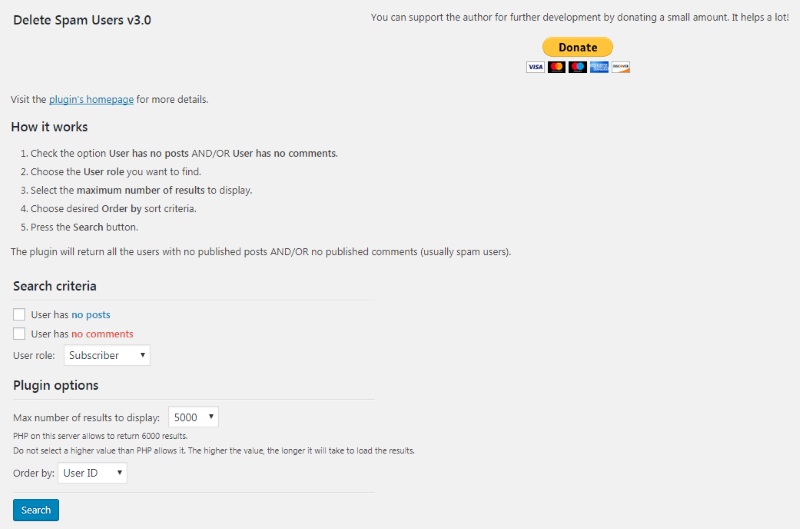 Delete Spam Users v3.0
You can support the author for further development by donating a small amount. It helps a lot!
Donate
VISA
DISCOVER
Visit the plugin's homepage for more details.
How it works
1. Check the option User has no posts AND/OR User has no comments.
2. Choose the User role you want to find.
3. Select the maximum number of results to display.
4. Choose desired Order by sort criteria.
5. Press the Search button.
The plugin will return all the users with no published posts AND/OR no published comments (usually spam users).
Search criteria
User has no posts
User has no comments
User role: Subscriber
Plugin options
Max number of results to display: 5000
PHP on this server allows to return 6000 results.
Do not select a higher value than PHP allows it. The higher the value, the longer it will take to load the results.
Order by: User ID
Search